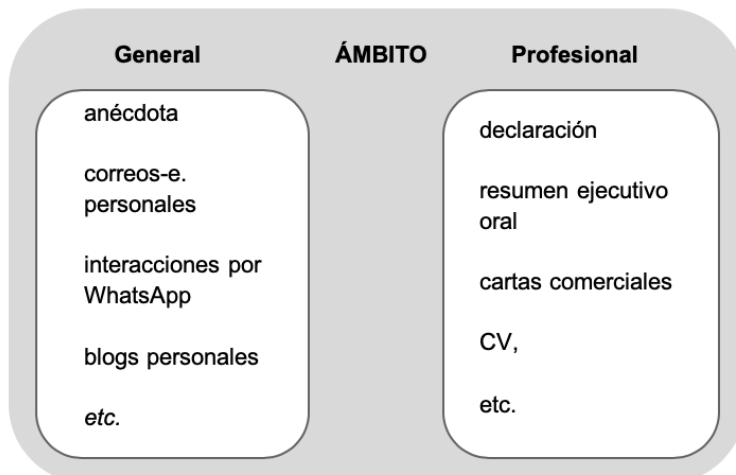 General ÁMBITO Profesional
anécdota
correos-e.
personales
interacciones por
WhatsApp
blogs personales
etc.
declaración
resumen ejecutivo
oral
cartas comerciales
CV,
etc.